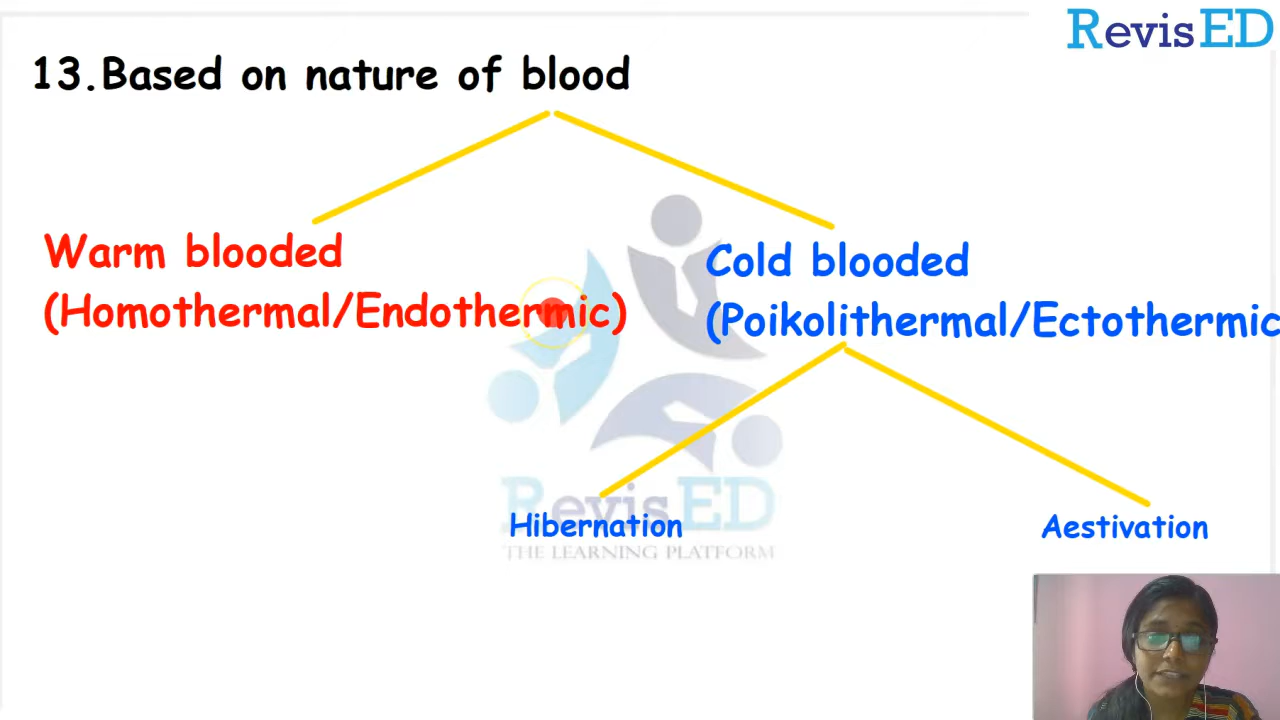 RevisED
13.Based on nature of blood
Warm blooded
(Homothermal/Endothermic)
Cold blooded
(Poikolithermal/Ectothermic
RevisED
THE LEARNING PLATFORM
Hibernation
Aestivation